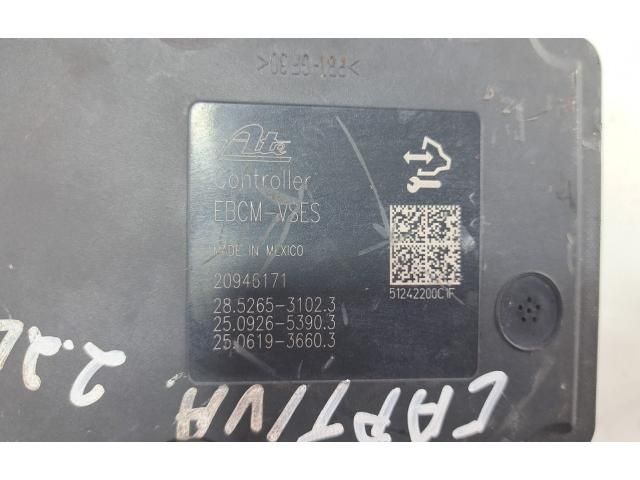 >PBT-GF30<
Ate
Controller
EBCM-VSES
MADE IN MEXICO
20946171
28.5265-3102.3
25.0926-5390.3
25.0619-3660.3
51242200C1F
CAPTIVA
2.2L